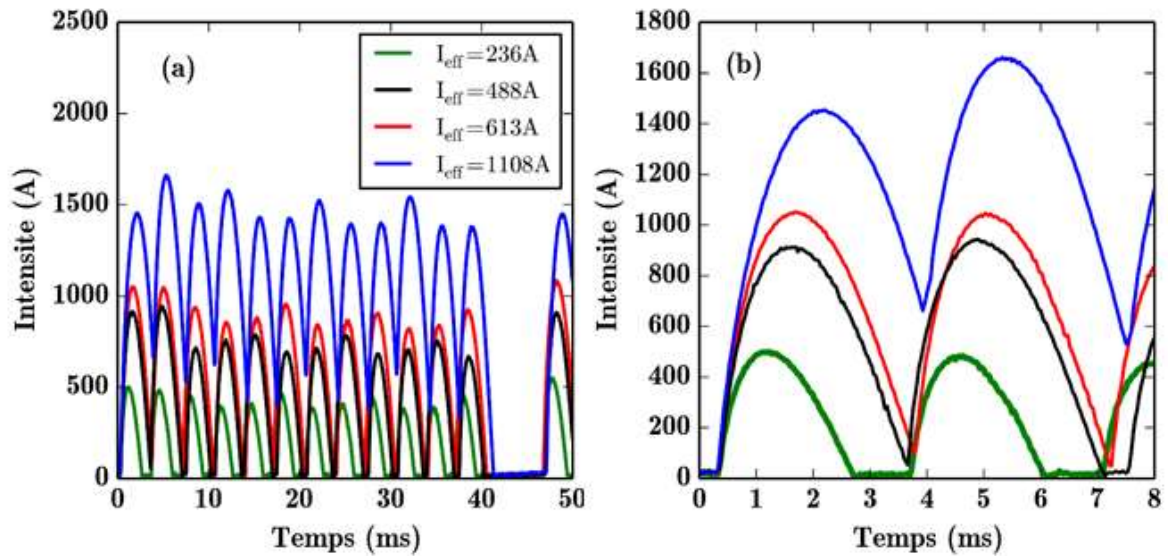 (a)
I_eff=236A
I_eff=488A
I_eff=613A
I_eff=1108A
Intensite (A)
2500
2000
1500
1000
500
0
0 10 20 30 40 50
Temps (ms)
(b)
Intensite (A)
1800
1600
1400
1200
1000
800
600
400
200
0
0 1 2 3 4 5 6 7 8
Temps (ms)